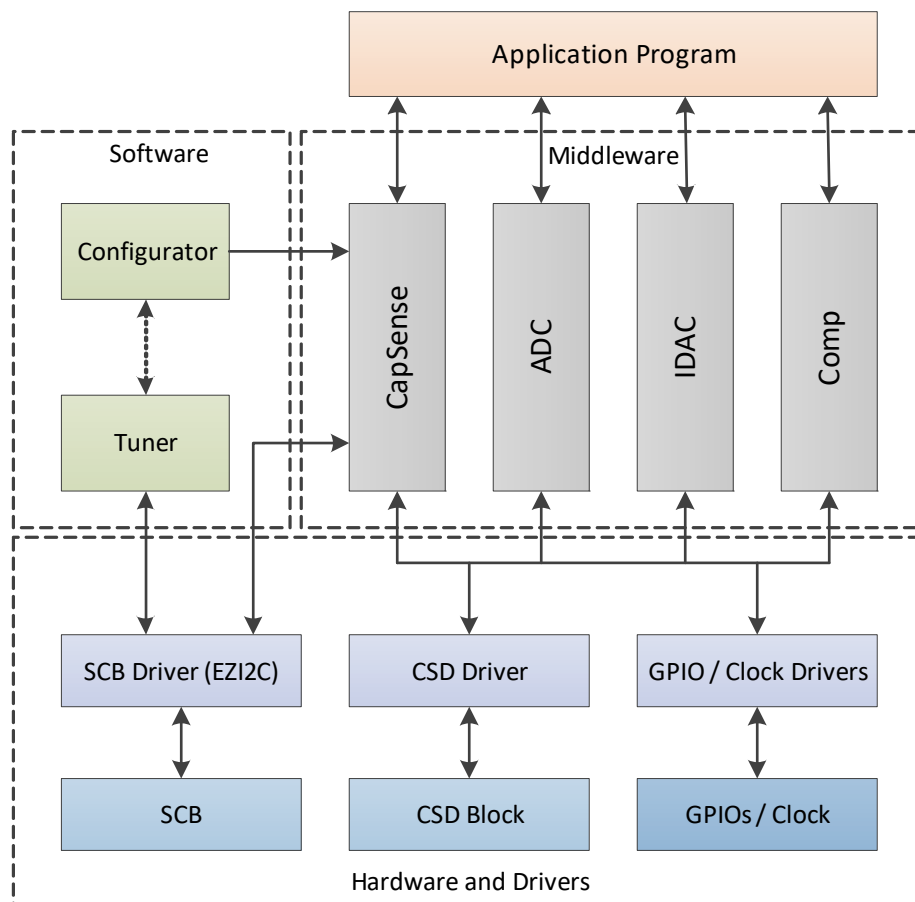 Application Program
Software
Middleware
Configurator
Tuner
CapSense
ADC
IDAC
Comp
SCB Driver (EZI2C)
CSD Driver
GPIO / Clock Drivers
SCB
CSD Block
GPIOs / Clock
Hardware and Drivers